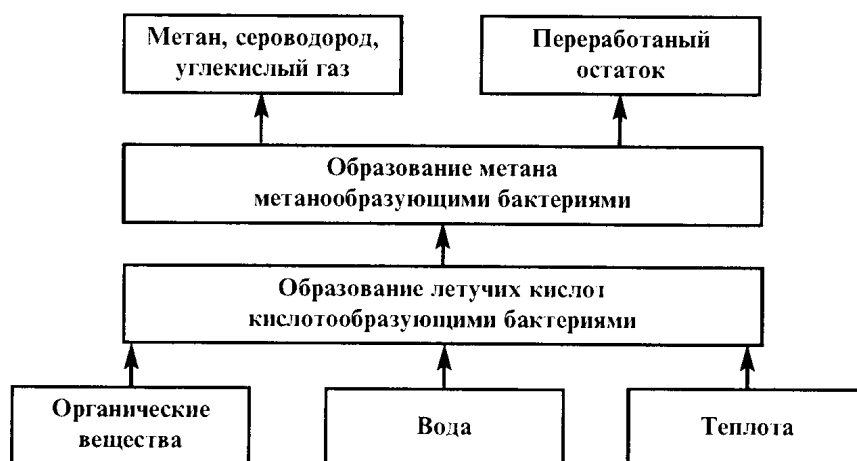 Метан, сероводород,
углекислый газ
Переработаный
остаток
Образование метана
метанообразующими бактериями
Образование летучих кислот
кислотообразующими бактериями
Органические
вещества
Вода
Теплота